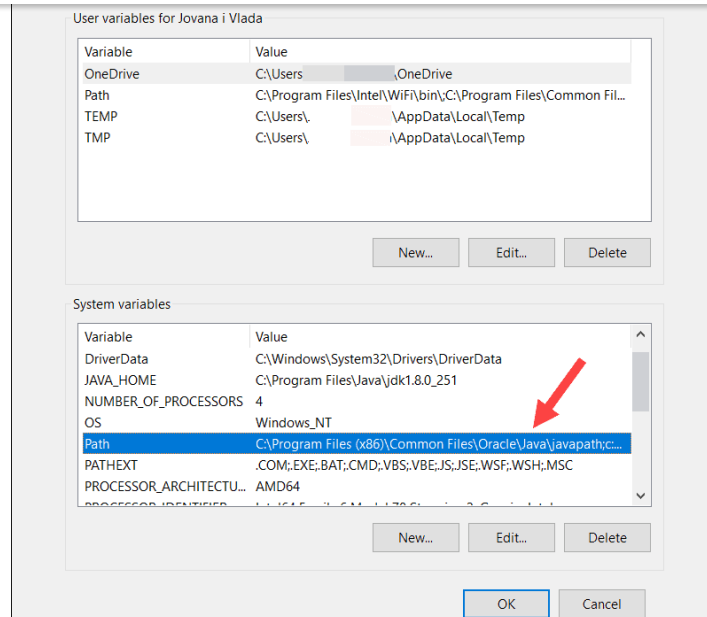 User variables for Jovana i Vlada
Variable Value
OneDrive C:\Users \OneDrive
Path C:\Program Files\Intel\WiFi\bin\;C:\Program Files\Common Fil...
TEMP C:\Users\. \AppData\Local\Temp
TMP C:\Users\ \AppData\Local\Temp
New... Edit... Delete
System variables
Variable Value
DriverData C:\Windows\System32\Drivers\DriverData
JAVA_HOME C:\Program Files\Java\jdk1.8.0_251
NUMBER_OF_PROCESSORS 4
OS Windows_NT
Path C:\Program Files (x86)\Common Files\Oracle\Java\javapath;c:...
PATHEXT .COM;.EXE;.BAT;.CMD;.VBS;.VBE;.JS;.JSE;.WSF;.WSH;.MSC
PROCESSOR_ARCHITECTU... AMD64
New... Edit... Delete
OK Cancel